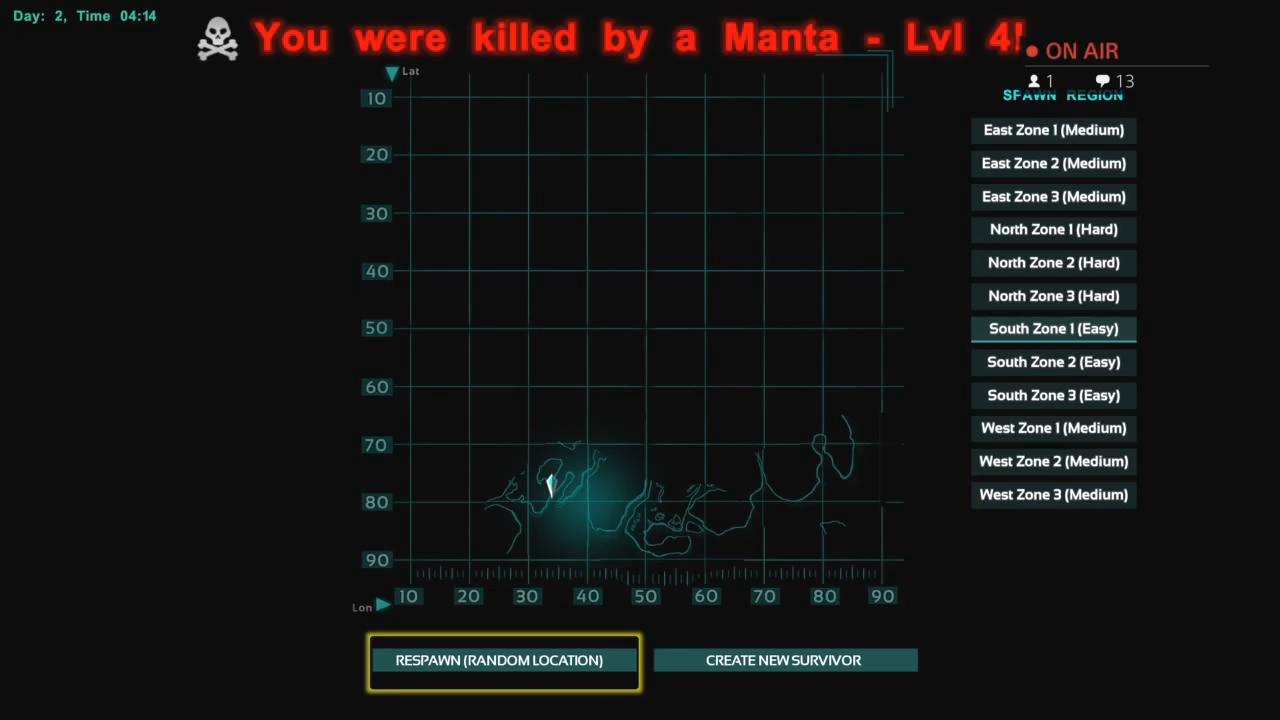 Day: 2, Time 04:14
You were killed by a Manta - Lvl 4!
ON AIR
1 13
SPAWN REGION
Lat
10
20
30
40
50
60
70
80
90
Lon
10 20 30 40 50 60 70 80 90
East Zone 1 (Medium)
East Zone 2 (Medium)
East Zone 3 (Medium)
North Zone 1 (Hard)
North Zone 2 (Hard)
North Zone 3 (Hard)
South Zone 1 (Easy)
South Zone 2 (Easy)
South Zone 3 (Easy)
West Zone 1 (Medium)
West Zone 2 (Medium)
West Zone 3 (Medium)
RESPAWN (RANDOM LOCATION)
CREATE NEW SURVIVOR